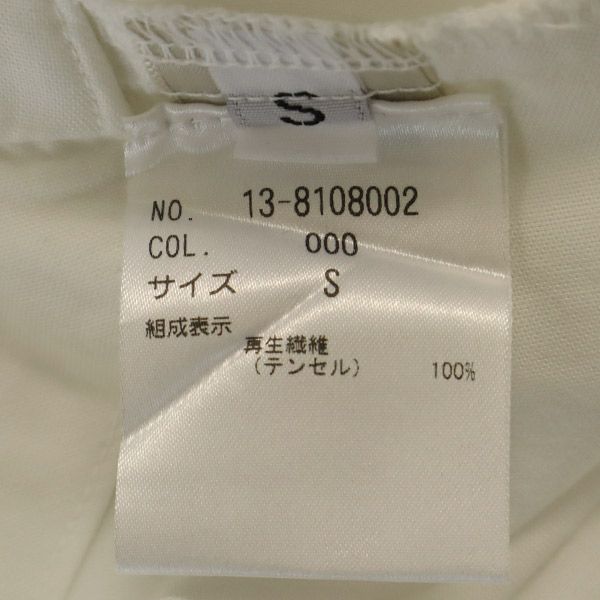 S
NO. 13-8108002
COL. 000
サイズ S
組成表示
再生繊維
(テンセル) 100%